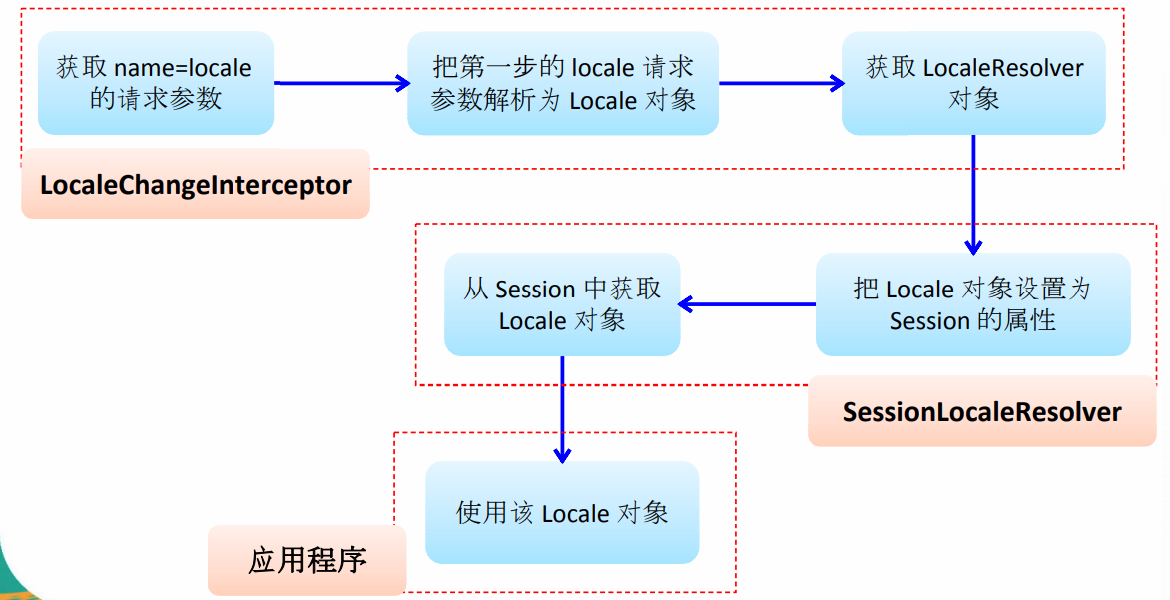 获取 name=locale
的请求参数
把第一步的 locale 请求
参数解析为 Locale 对象
获取 LocaleResolver
对象
LocaleChangeInterceptor
从 Session 中获取
Locale 对象
把 Locale 对象设置为
Session 的属性
SessionLocaleResolver
使用该 Locale 对象
应用程序